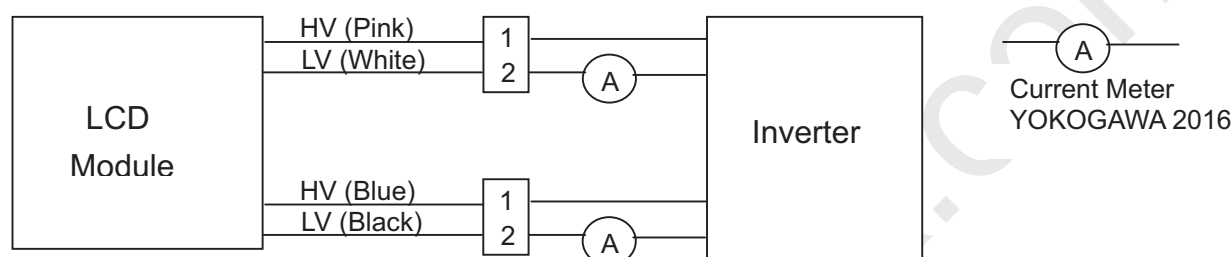 HV (Pink)
LV (White)
1
2
A
A
Current Meter
YOKOGAWA 2016
LCD
Module
Inverter
HV (Blue)
LV (Black)
1
2
A